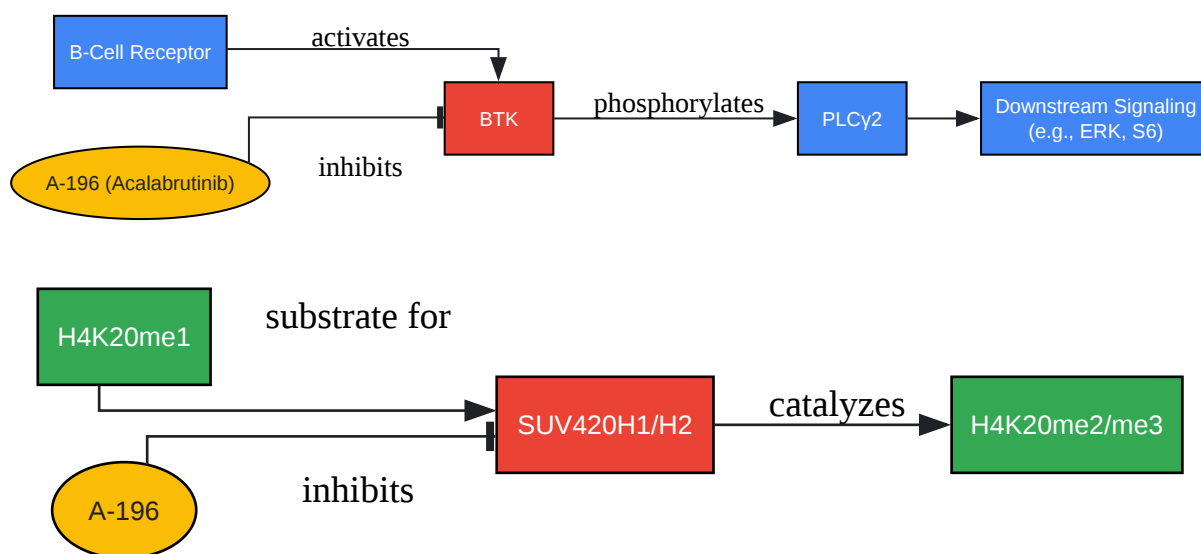 B-Cell Receptor
activates
BTK
phosphorylates
PLCγ2
Downstream Signaling
(e.g., ERK, S6)
A-196 (Acalabrutinib)
inhibits
H4K20me1
substrate for
SUV420H1/H2
catalyzes
H4K20me2/me3
A-196
inhibits